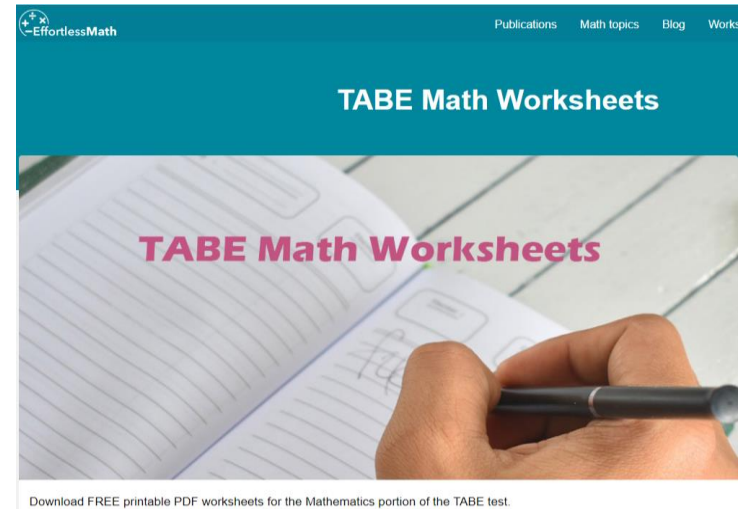 EffortlessMath
Publications Math topics Blog Works
TABE Math Worksheets
TABE Math Worksheets
Download FREE printable PDF worksheets for the Mathematics portion of the TABE test.